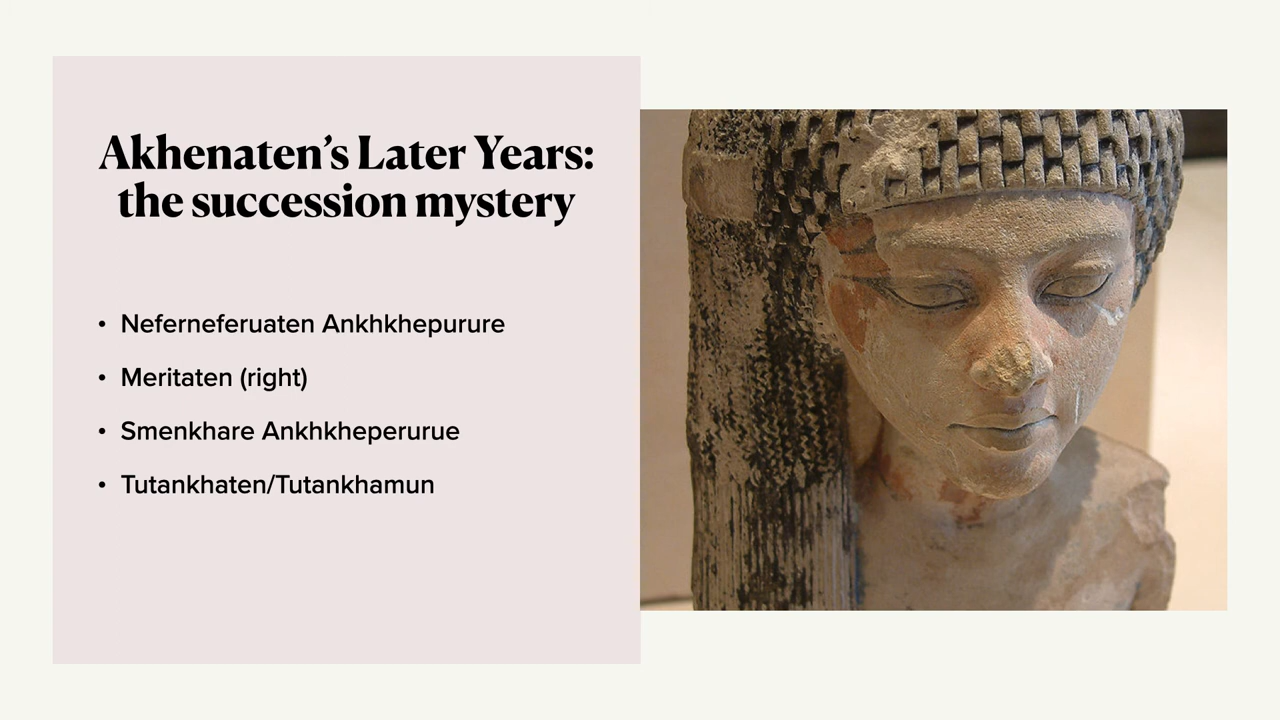 Akhenaten’s Later Years:
the succession mystery
• Neferneferuaten Ankhkhepurure
• Meritaten (right)
• Smenkhare Ankhkheperurue
• Tutankhaten/Tutankhamun